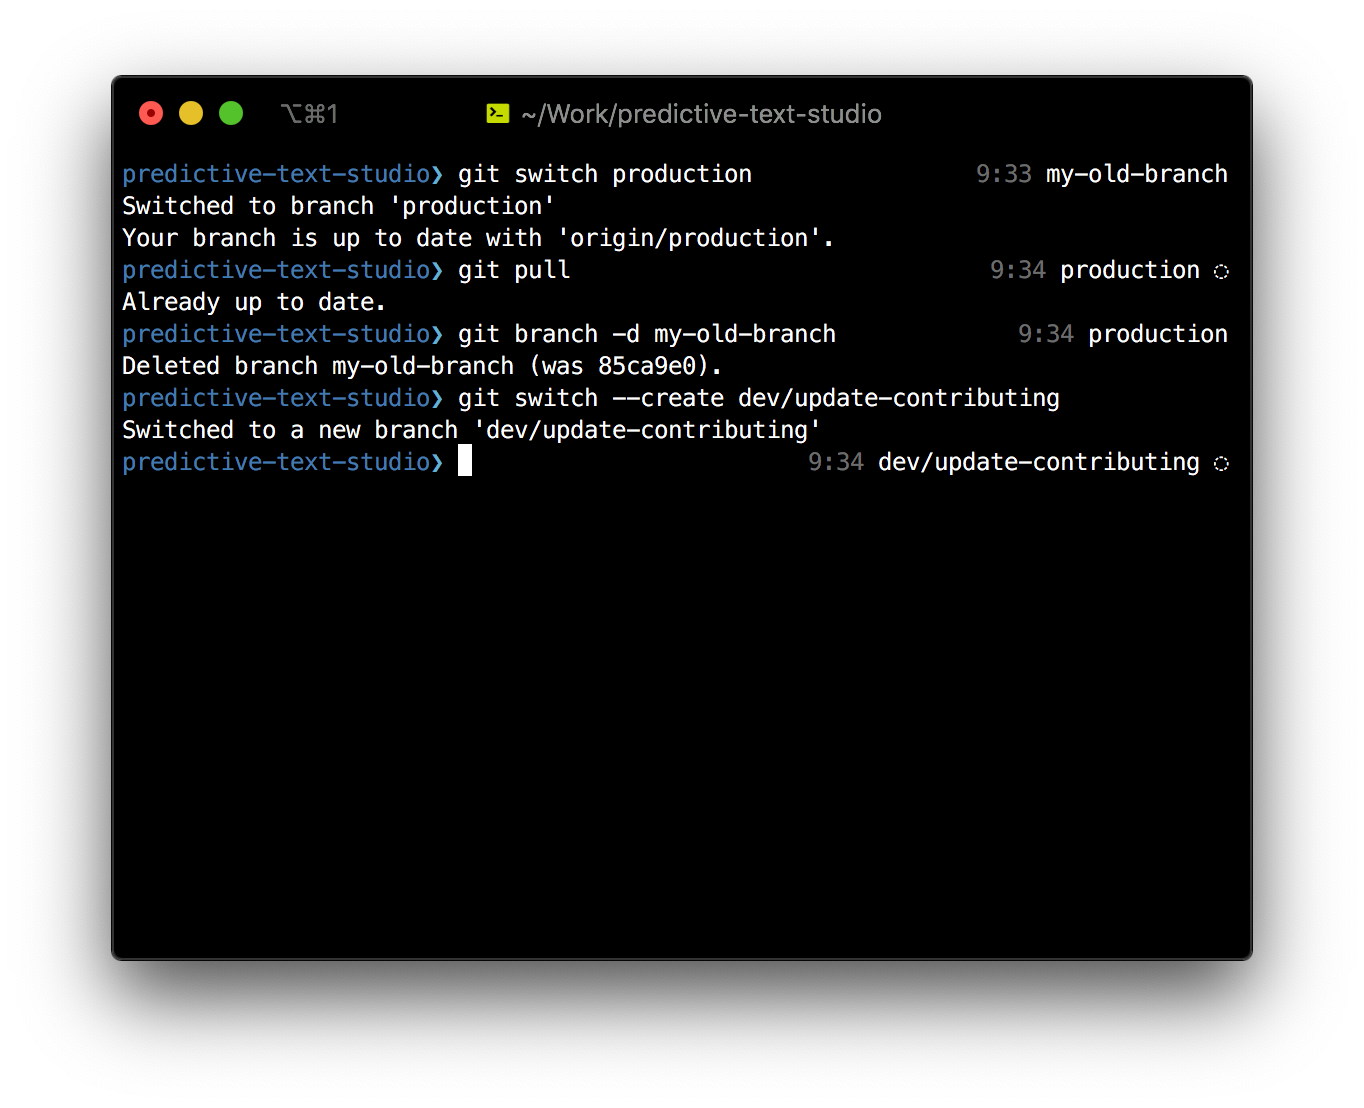 ⌥⌘1 ~/Work/predictive-text-studio
predictive-text-studio❯ git switch production 9:33 my-old-branch
Switched to branch 'production'
Your branch is up to date with 'origin/production'.
predictive-text-studio❯ git pull 9:34 production ◌
Already up to date.
predictive-text-studio❯ git branch -d my-old-branch 9:34 production
Deleted branch my-old-branch (was 85ca9e0).
predictive-text-studio❯ git switch --create dev/update-contributing
Switched to a new branch 'dev/update-contributing'
predictive-text-studio❯ 9:34 dev/update-contributing ◌